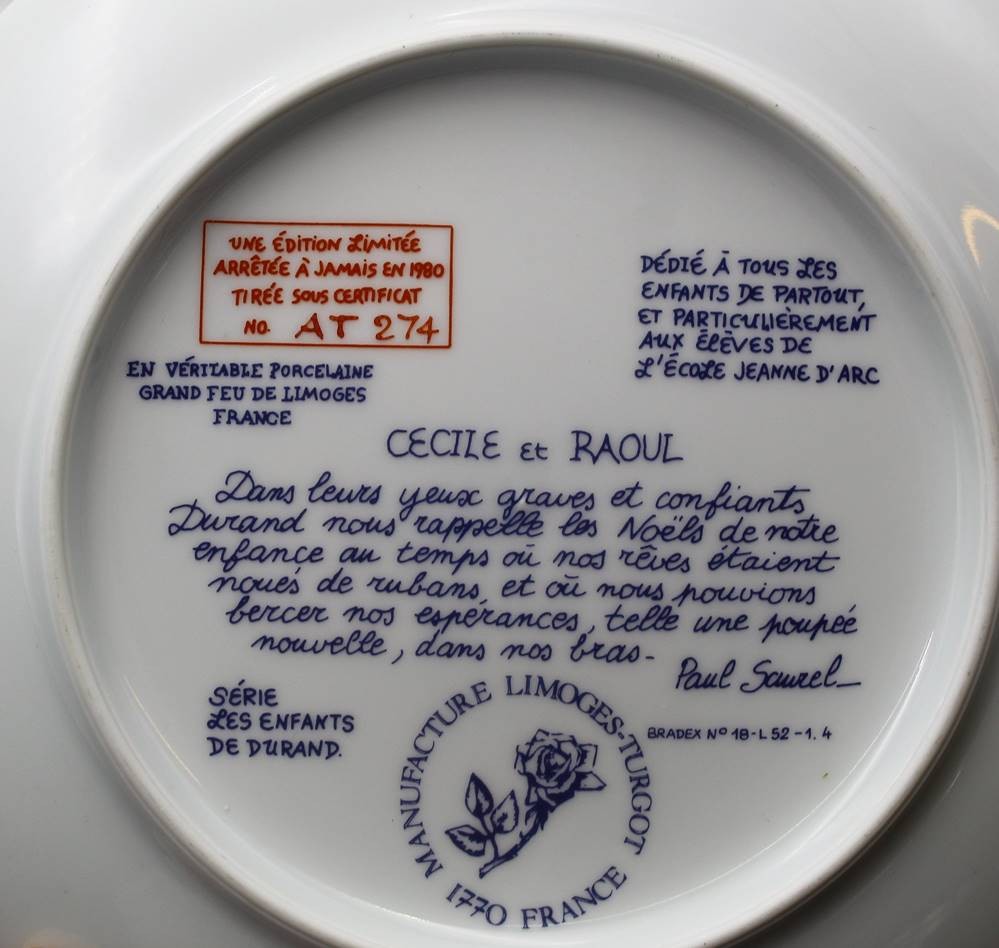 UNE ÉDITION LIMITÉE
ARRÊTÉE À JAMAIS EN 1980
TIRÉE SOUS CERTIFICAT
NO. AT 274
EN VÉRITABLE PORCELAINE
GRAND FEU DE LIMOGES
FRANCE
DÉDIÉ À TOUS LES
ENFANTS DE PARTOUT,
ET PARTICULIÈREMENT
AUX ÉLÈVES DE
L'ÉCOLE JEANNE D'ARC
CECILE et RAOUL
Dans leurs yeux graves et confiants
Durand nous rappelle les Noëls de notre
enfance au temps où nos rêves étaient
noués de rubans, et où nous pouvions
bercer nos espérances, telle une poupée
nouvelle, dans nos bras-
Paul Saurel_
SÉRIE
LES ENFANTS
DE DURAND.
BRADEX Nº 18-L 52-1.4
MANUFACTURE LIMOGES-TURGOT
1770 FRANCE